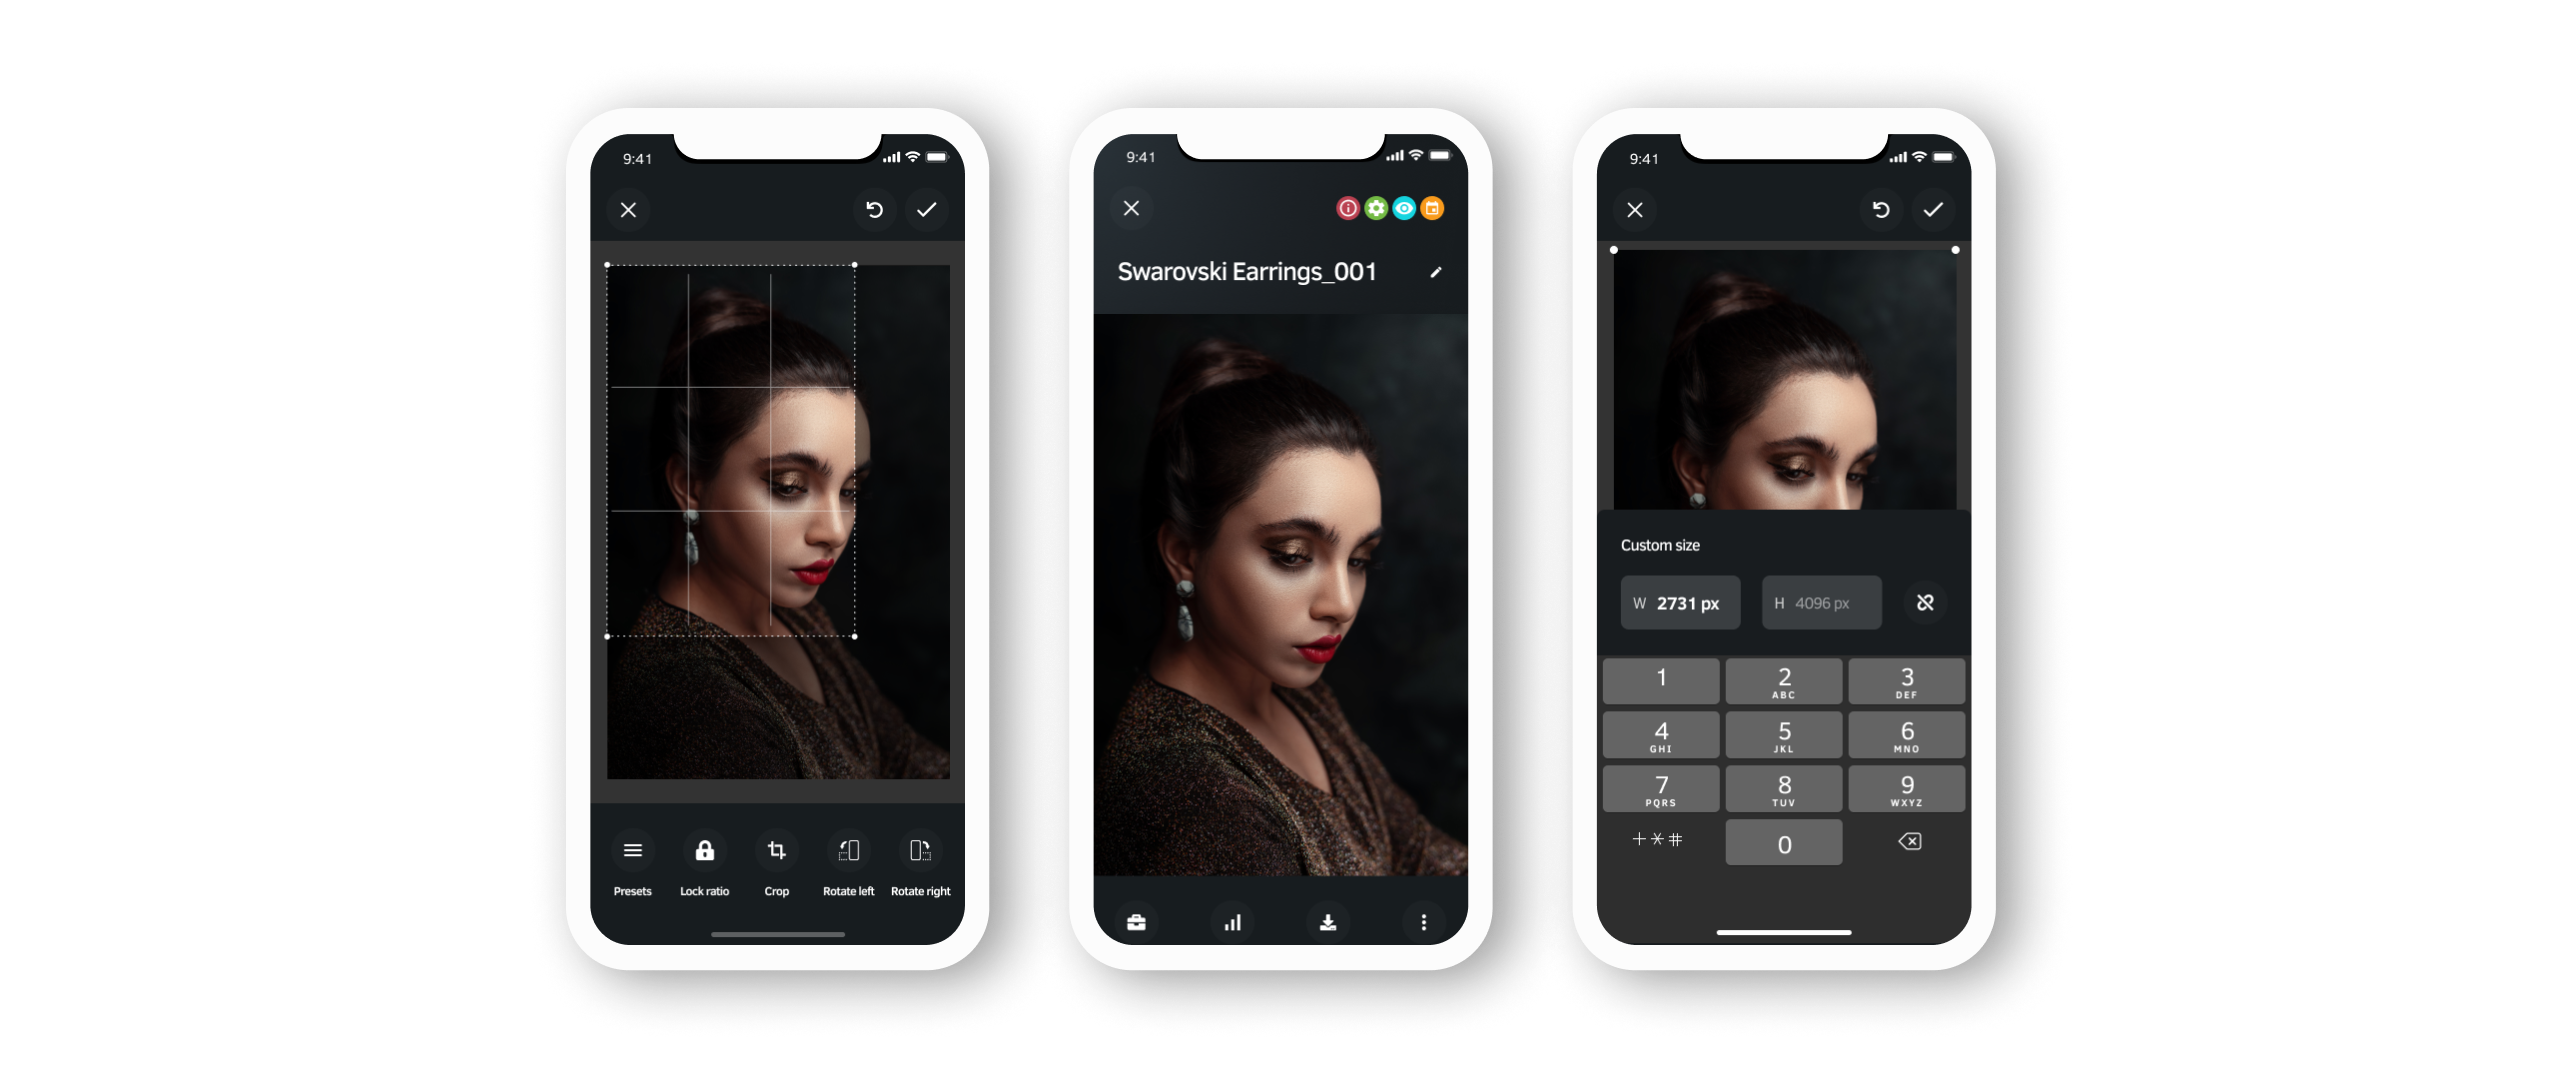 9:41
Presets
Lock ratio
Crop
Rotate left
Rotate right
9:41
Swarovski Earrings_001
9:41
Custom size
W 2731 px
H 4096 px
1
2
ABC
3
DEF
4
GHI
5
JKL
6
MNO
7
PQRS
8
TUV
9
WXYZ
+*#
0